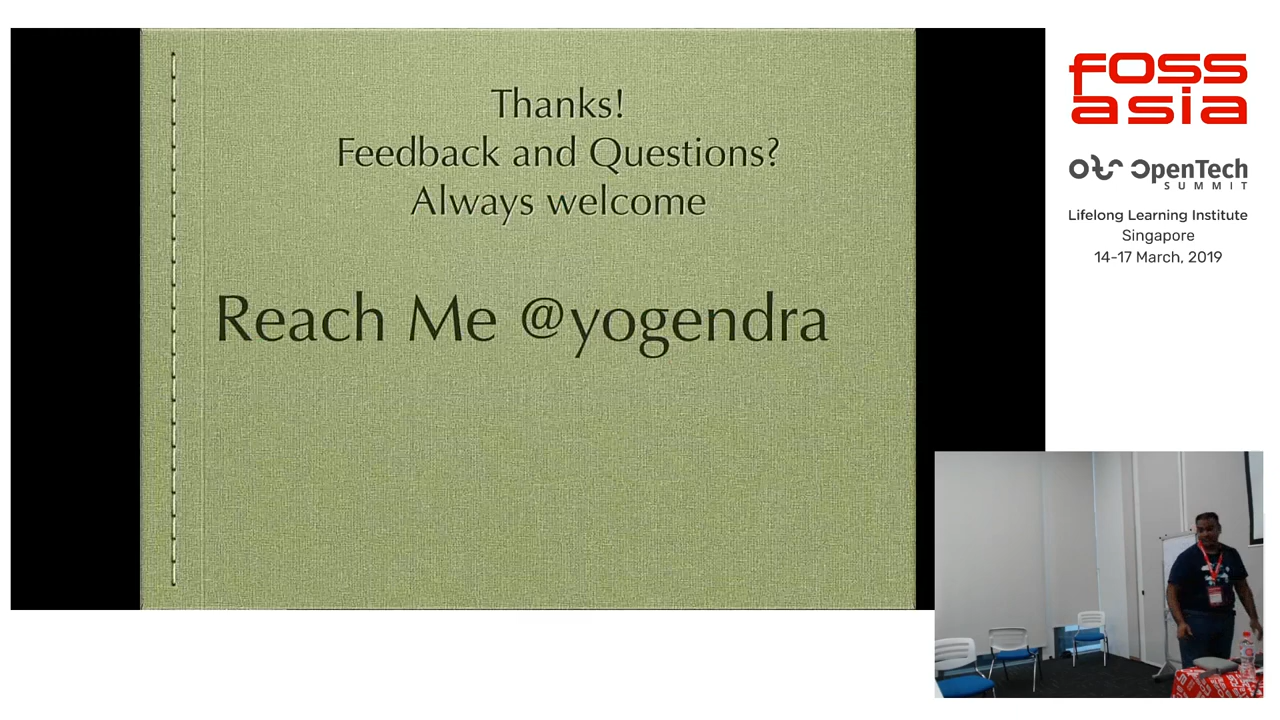 Thanks!
Feedback and Questions?
Always welcome
Reach Me @yogendra
fOSS
asia
OpenTech
SUMMIT
Lifelong Learning Institute
Singapore
14-17 March, 2019